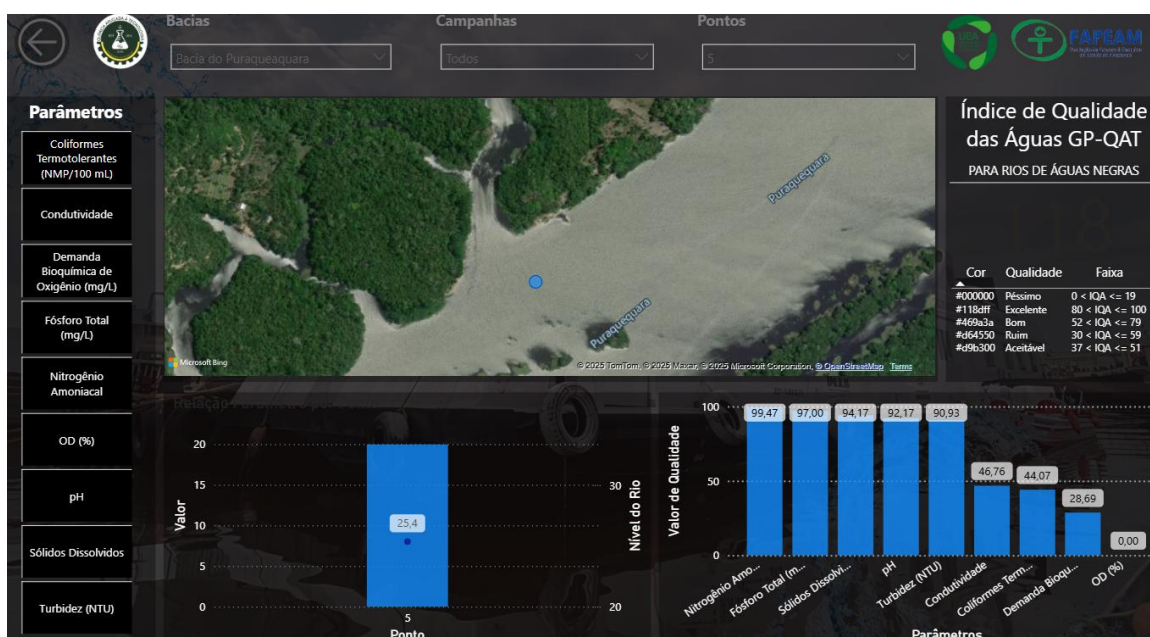 Bacias
Campanhas
Pontos
Bacia do Puraqueaquara
Todos
5
UEA
FAPEAM
Parâmetros
Coliformes
Termotolerantes
(NMP/100 mL)
Condutividade
Demanda
Bioquímica de
Oxigênio (mg/L)
Fósforo Total
(mg/L)
Nitrogênio
Amoniacal
OD (%)
pH
Sólidos Dissolvidos
Turbidez (NTU)
Puraquequara
Puraquequara
Microsoft Bing
© 2025 TomTom, © 2025 Maxar, © 2025 Microsoft Corporation, © OpenStreetMap Terms
Índice de Qualidade
das Águas GP-QAT
PARA RIOS DE ÁGUAS NEGRAS
Cor Qualidade Faixa
#000000 Péssimo 0 < IQA <= 19
#118dff Excelente 80 < IQA <= 100
#469a3a Bom 52 < IQA <= 79
#d64550 Ruim 30 < IQA <= 59
#d9b300 Aceitável 37 < IQA <= 51
Relação Parâmetro
Valor
20
15
10
5
0
25,4
30
20
Nível do Rio
5
Ponto
Valor de Qualidade
100
50
0
99,47
97,00
94,17
92,17
90,93
46,76
44,07
28,69
0,00
Nitrogênio Amo...
Fósforo Total (m...
Sólidos Dissolvi...
pH
Turbidez (NTU)
Condutividade
Coliformes Term...
Demanda Bioqu...
OD (%)
Parâmetros